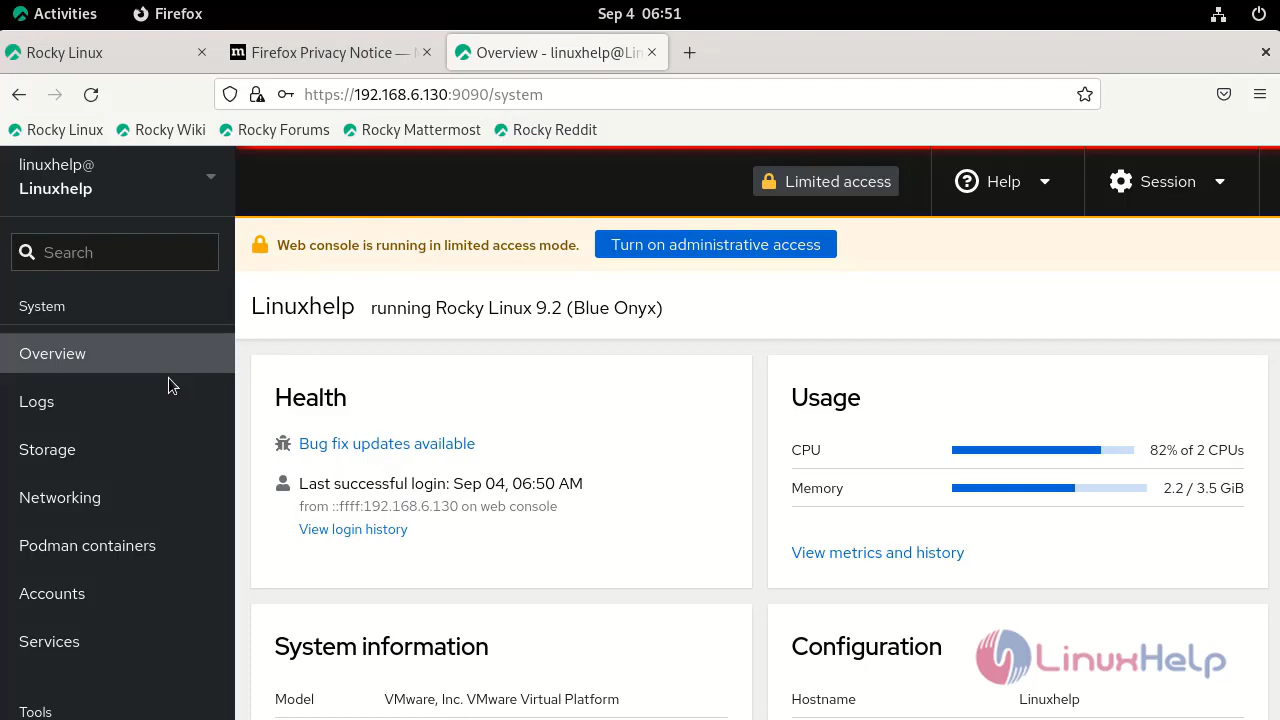 Activities Firefox Sep 4 06:51
Rocky Linux Firefox Privacy Notice — Overview - linuxhelp@Lin
https://192.168.6.130:9090/system
Rocky Linux Rocky Wiki Rocky Forums Rocky Mattermost Rocky Reddit
linuxhelp@
Linuxhelp
Limited access Help Session
Web console is running in limited access mode. Turn on administrative access
Search
Linuxhelp running Rocky Linux 9.2 (Blue Onyx)
System
Overview
Logs
Storage
Networking
Podman containers
Accounts
Services
Tools
Health
Bug fix updates available
Last successful login: Sep 04, 06:50 AM
from ::ffff:192.168.6.130 on web console
View login history
Usage
CPU 82% of 2 CPUs
Memory 2.2 / 3.5 GiB
View metrics and history
System information
Model VMware, Inc. VMware Virtual Platform
Configuration
LinuxHelp
Hostname Linuxhelp